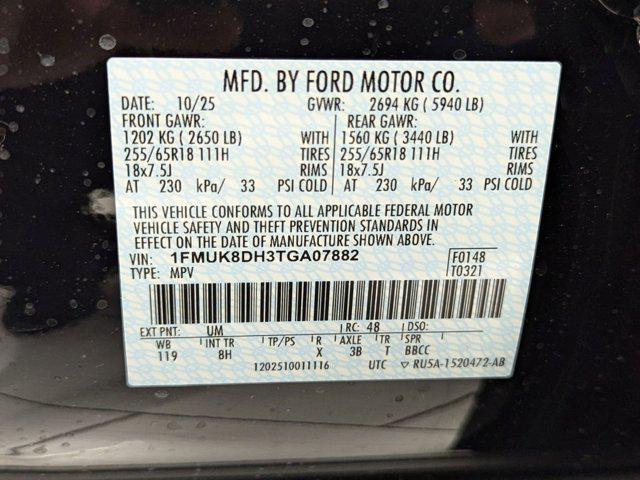 MFD. BY FORD MOTOR CO.
DATE: 10/25 GVWR: 2694 KG ( 5940 LB)
FRONT GAWR: REAR GAWR:
1202 KG ( 2650 LB) WITH 1560 KG ( 3440 LB) WITH
255/65R18 111H TIRES 255/65R18 111H TIRES
18x7.5J RIMS 18x7.5J RIMS
AT 230 kPa/ 33 PSI COLD AT 230 kPa/ 33 PSI COLD
THIS VEHICLE CONFORMS TO ALL APPLICABLE FEDERAL MOTOR
VEHICLE SAFETY AND THEFT PREVENTION STANDARDS IN
EFFECT ON THE DATE OF MANUFACTURE SHOWN ABOVE.
VIN: 1FMUK8DH3TGA07882 F0148
TYPE: MPV T0321
EXT PNT: UM RC: 48 DSO:
WB INT TR TP/PS R AXLE TR SPR
119 8H X 3B T BBCC
1202510011116 UTC ▽ RU5A-1520472-AB